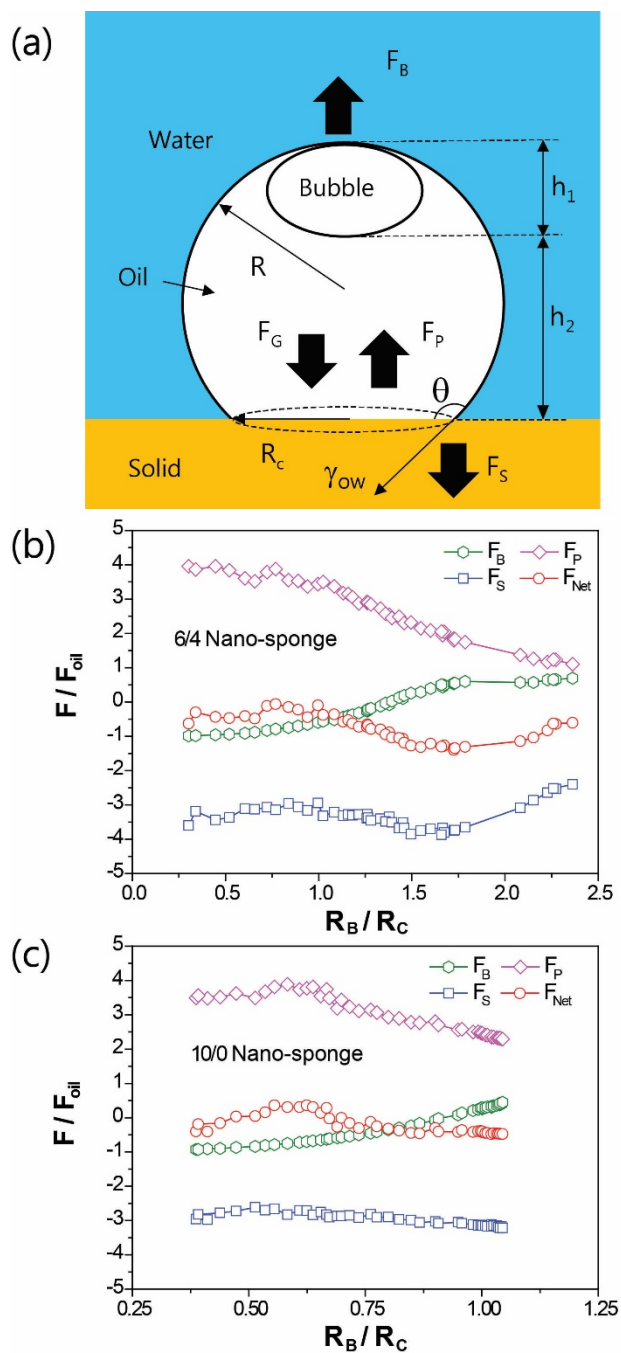 (a)
F_B
Water
Bubble
h_1
R
Oil
h_2
F_G
F_P
θ
R_c
Solid
γ_ow
F_S
(b)
5
4
3
2
1
0
-1
-2
-3
-4
-5
F / F_oil
F_B
F_P
F_S
F_Net
6/4 Nano-sponge
0.0
0.5
1.0
1.5
2.0
2.5
R_B / R_C
(c)
5
4
3
2
1
0
-1
-2
-3
-4
-5
F / F_oil
F_B
F_P
F_S
F_Net
10/0 Nano-sponge
0.25
0.50
0.75
1.00
1.25
R_B / R_C